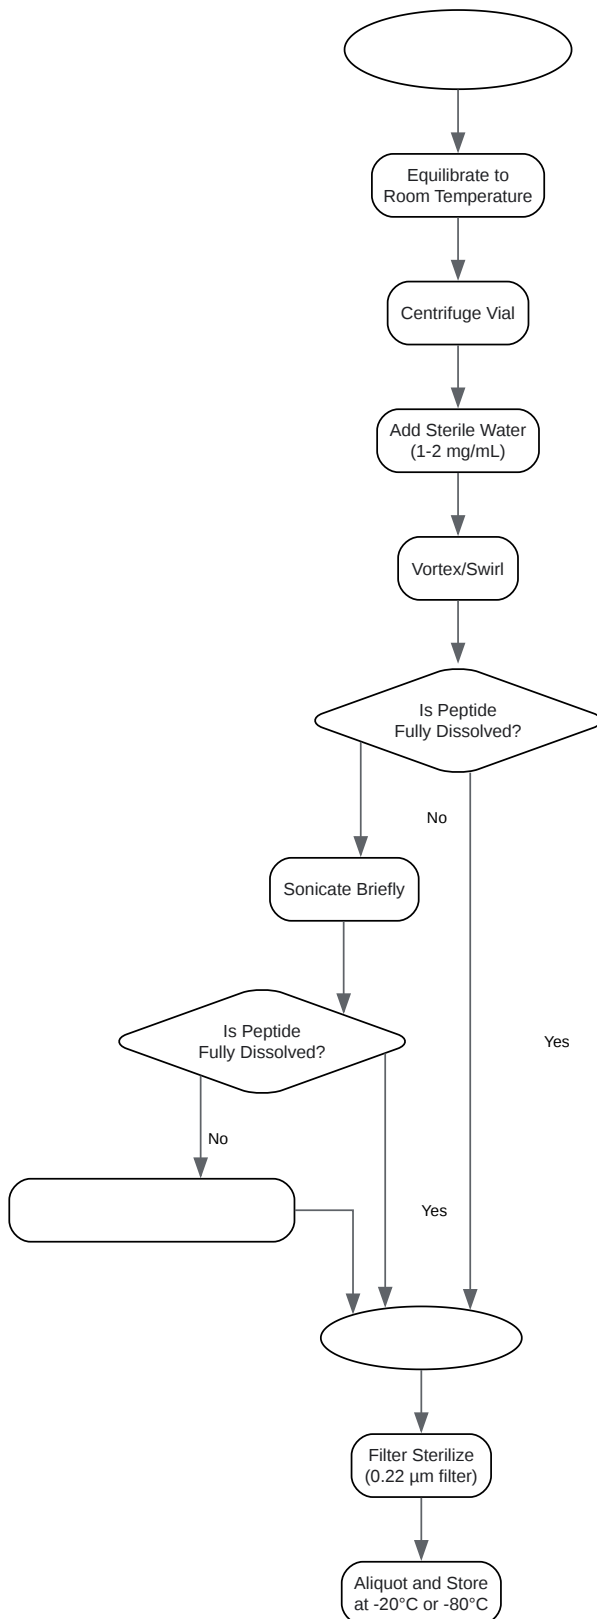 Equilibrate to
Room Temperature
Centrifuge Vial
Add Sterile Water
(1-2 mg/mL)
Vortex/Swirl
Is Peptide
Fully Dissolved?
No
Sonicate Briefly
Is Peptide
Fully Dissolved?
Yes
No
Yes
Filter Sterilize
(0.22 µm filter)
Aliquot and Store
at -20°C or -80°C